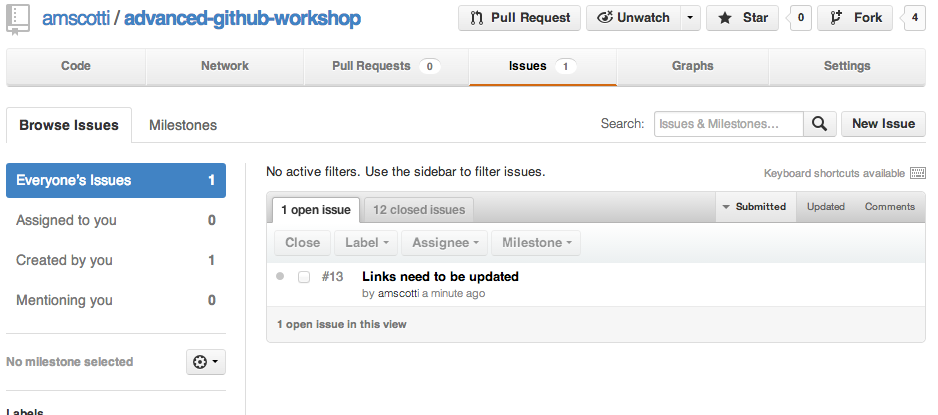 amscotti / advanced-github-workshop
Pull Request Unwatch Star 0 Fork 4
Code Network Pull Requests 0 Issues 1 Graphs Settings
Browse Issues Milestones Search: Issues & Milestones... New Issue
Everyone's Issues 1
Assigned to you 0
Created by you 1
Mentioning you 0
No milestone selected
Labels
No active filters. Use the sidebar to filter issues. Keyboard shortcuts available
1 open issue 12 closed issues Submitted Updated Comments
Close Label Assignee Milestone
#13 Links need to be updated
by amscotti a minute ago
1 open issue in this view